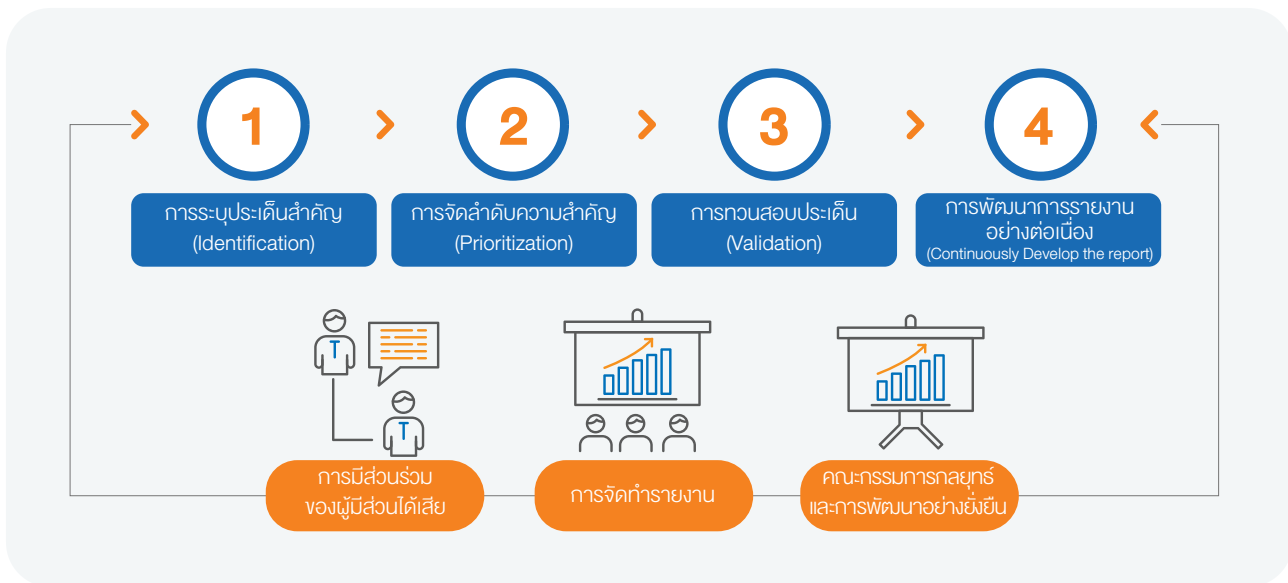 1
2
3
4
การระบุประเด็นสำคัญ
(Identification)
การจัดลำดับความสำคัญ
(Prioritization)
การทวนสอบประเด็น
(Validation)
การพัฒนาการรายงาน
อย่างต่อเนื่อง
(Continuously Develop the report)
T
T
การมีส่วนร่วม
ของผู้มีส่วนได้เสีย
การจัดทำรายงาน
คณะกรรมการกลยุทธ์
และการพัฒนาอย่างยั่งยืน